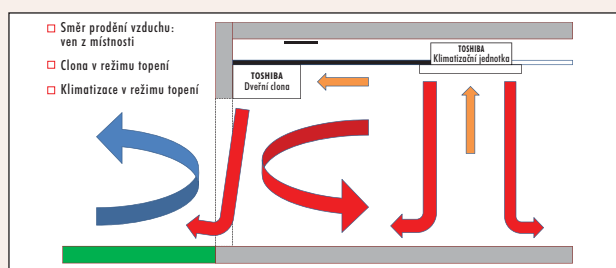 Směr prodění vzduchu:
ven z místnosti
Clona v režimu topení
Klimatizace v režimu topení
TOSHIBA
Dveřní clona
TOSHIBA
Klimatizační jednotka